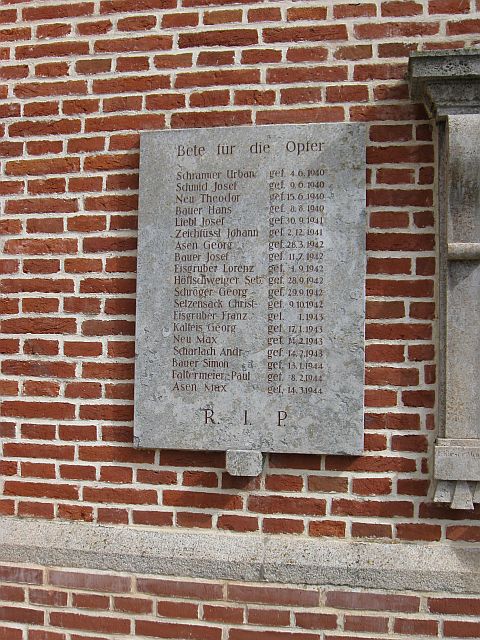 Bete für die Opfer
Schranner Urban gef. 4.6.1940
Schmid Josef gef. 9.6.1940
Neu Theodor gef. 15.6.1940
Bauer Hans gef. 8.8.1940
Liebl Josef gef. 30.9.1941
Zeichfüssl Johann gef. 2.12.1941
Asen Georg gef. 28.3.1942
Bauer Josef gef. 11.7.1942
Eisgruber Lorenz gef. 4.9.1942
Höflschweiger Seb. gef. 28.9.1942
Schröger Georg gef. 29.9.1942
Setzensack Christ. gef. 9.10.1942
Eisgruber Franz gef. 1.1943
Kalteis Georg gef. 17.1.1943
Neu Max gef. 14.2.1943
Scharlach Andr. gef. 14.2.1943
Bauer Simon gef. 13.1.1944
Faltermeier Paul gef. 8.2.1944
Asen Max gef. 14.3.1944
R. I. P.